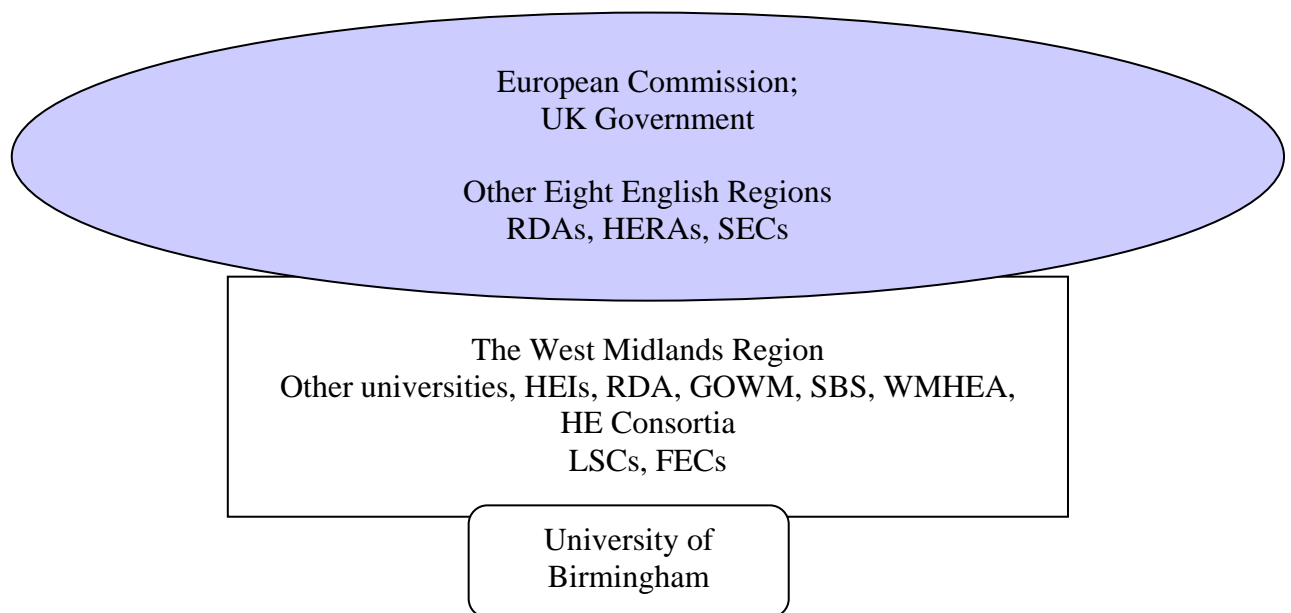 European Commission;
UK Government
Other Eight English Regions
RDAs, HERAs, SECs
The West Midlands Region
Other universities, HEIs, RDA, GOWM, SBS, WMHEA,
HE Consortia
LSCs, FECs
University of
Birmingham